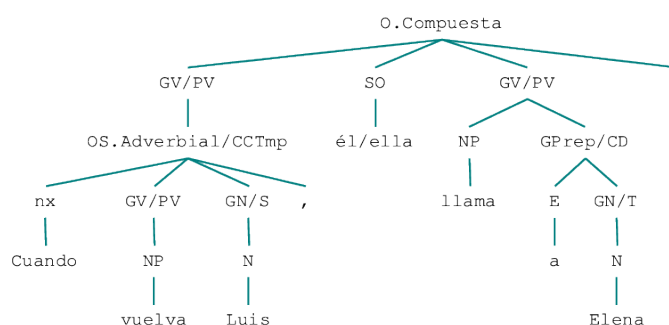 O.Compuesta
GV/PV SO GV/PV
OS.Adverbial/CCTmp él/ella NP GPrep/CD
nx GV/PV GN/S , llama E GN/T
Cuando NP N a N
vuelva Luis Elena